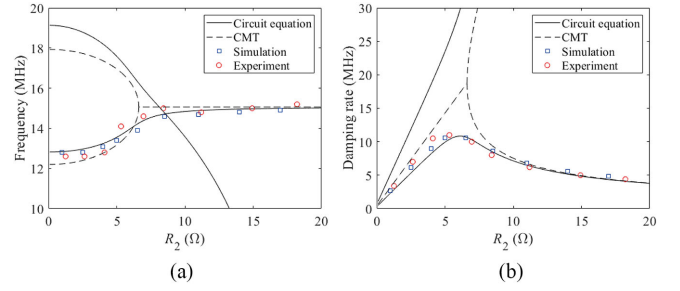 20
18
16
14
12
10
Frequency (MHz)
0 5 10 15 20
R2 (Ω)
Circuit equation
CMT
Simulation
Experiment
(a)
30
25
20
15
10
5
0
Damping rate (MHz)
0 5 10 15 20
R2 (Ω)
Circuit equation
CMT
Simulation
Experiment
(b)